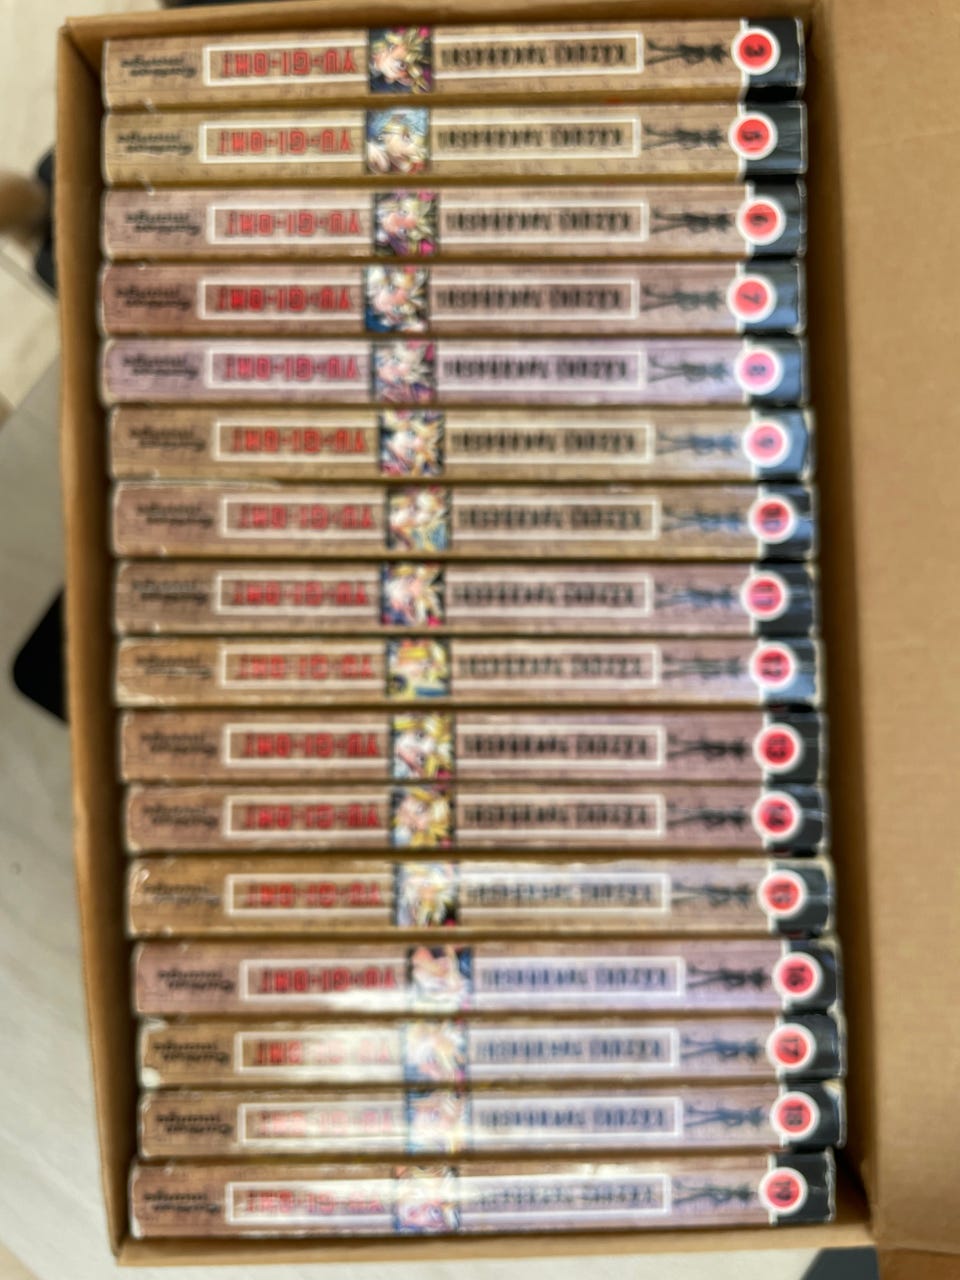 YU-GI-OH! KAZUKI TAKAHASHI 3
YU-GI-OH! KAZUKI TAKAHASHI 5
YU-GI-OH! KAZUKI TAKAHASHI 6
YU-GI-OH! KAZUKI TAKAHASHI 7
YU-GI-OH! KAZUKI TAKAHASHI 8
YU-GI-OH! KAZUKI TAKAHASHI 9
YU-GI-OH! KAZUKI TAKAHASHI 10
YU-GI-OH! KAZUKI TAKAHASHI 11
YU-GI-OH! KAZUKI TAKAHASHI 12
YU-GI-OH! KAZUKI TAKAHASHI 13
YU-GI-OH! KAZUKI TAKAHASHI 14
YU-GI-OH! KAZUKI TAKAHASHI 15
YU-GI-OH! KAZUKI TAKAHASHI 16
YU-GI-OH! KAZUKI TAKAHASHI 17
YU-GI-OH! KAZUKI TAKAHASHI 18
YU-GI-OH! KAZUKI TAKAHASHI 19